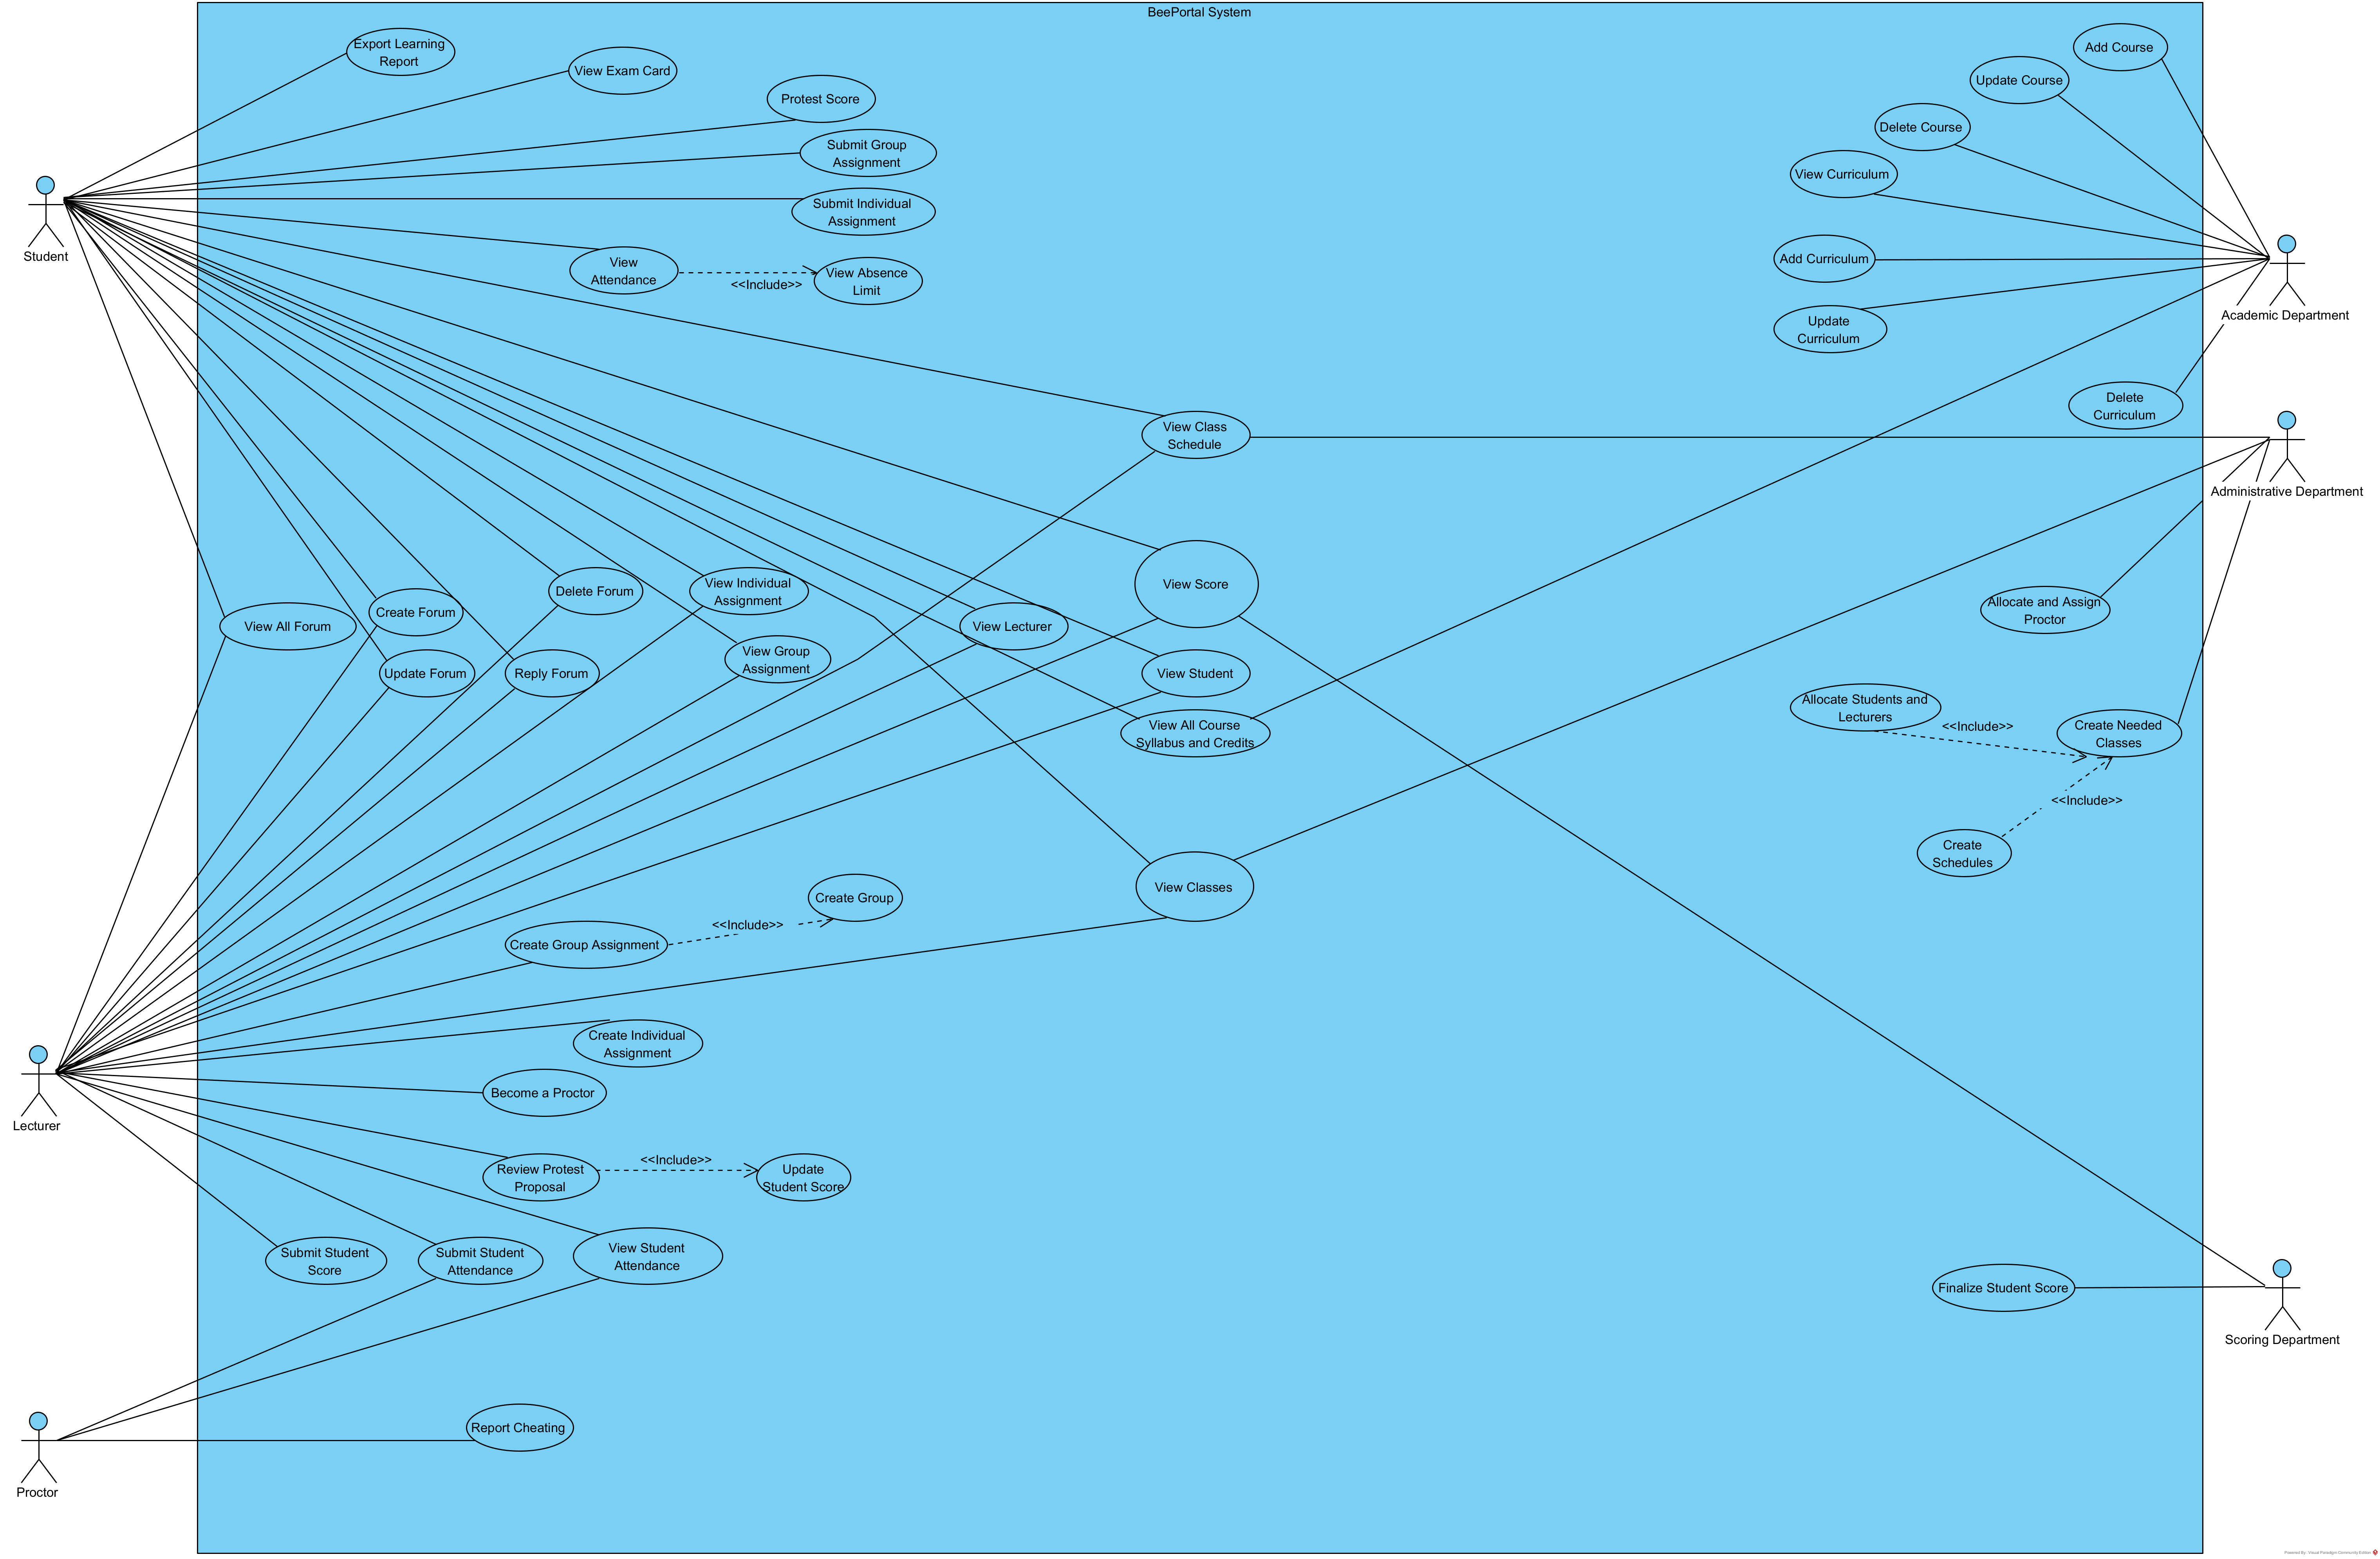 BeePortal System
Export Learning
Report
View Exam Card
Protest Score
Submit Group
Assignment
Submit Individual
Assignment
View
Attendance
<<Include>>
View Absence
Limit
Add Course
Update Course
Delete Course
View Curriculum
Add Curriculum
Update
Curriculum
Delete
Curriculum
Student
Academic Department
View Class
Schedule
Administrative Department
View Score
Allocate and Assign
Proctor
View All Forum
Create Forum
Delete Forum
View Individual
Assignment
View Lecturer
Update Forum
Reply Forum
View Group
Assignment
View Student
View All Course
Syllabus and Credits
Allocate Students and
Lecturers
<<Include>>
Create Needed
Classes
<<Include>>
Create
Schedules
View Classes
Create Group
<<Include>>
Create Group Assignment
Create Individual
Assignment
Become a Proctor
Lecturer
Review Protest
Proposal
<<Include>>
Update
Student Score
Submit Student
Score
Submit Student
Attendance
View Student
Attendance
Finalize Student Score
Scoring Department
Report Cheating
Proctor
Powered By: Visual Paradigm Community Edition